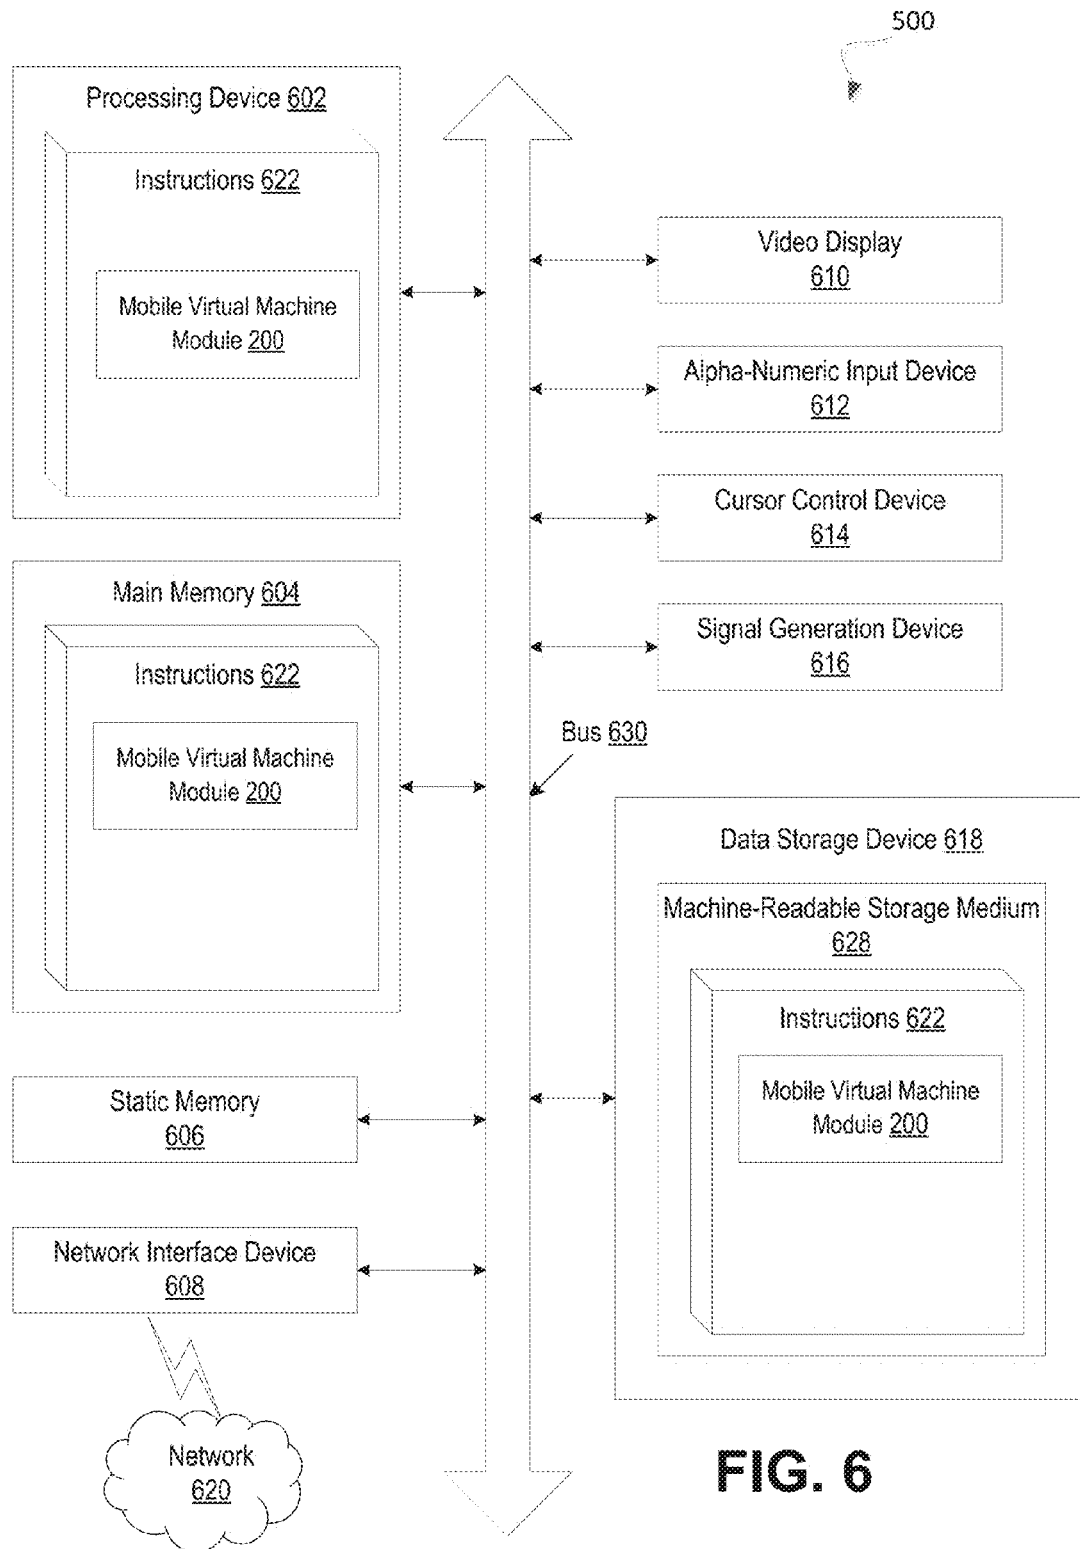 500
Processing Device 602
Instructions 622
Mobile Virtual Machine
Module 200
Main Memory 604
Instructions 622
Mobile Virtual Machine
Module 200
Static Memory
606
Network Interface Device
608
Network
620
Video Display
610
Alpha-Numeric Input Device
612
Cursor Control Device
614
Signal Generation Device
616
Bus 630
Data Storage Device 618
Machine-Readable Storage Medium
628
Instructions 622
Mobile Virtual Machine
Module 200
FIG. 6